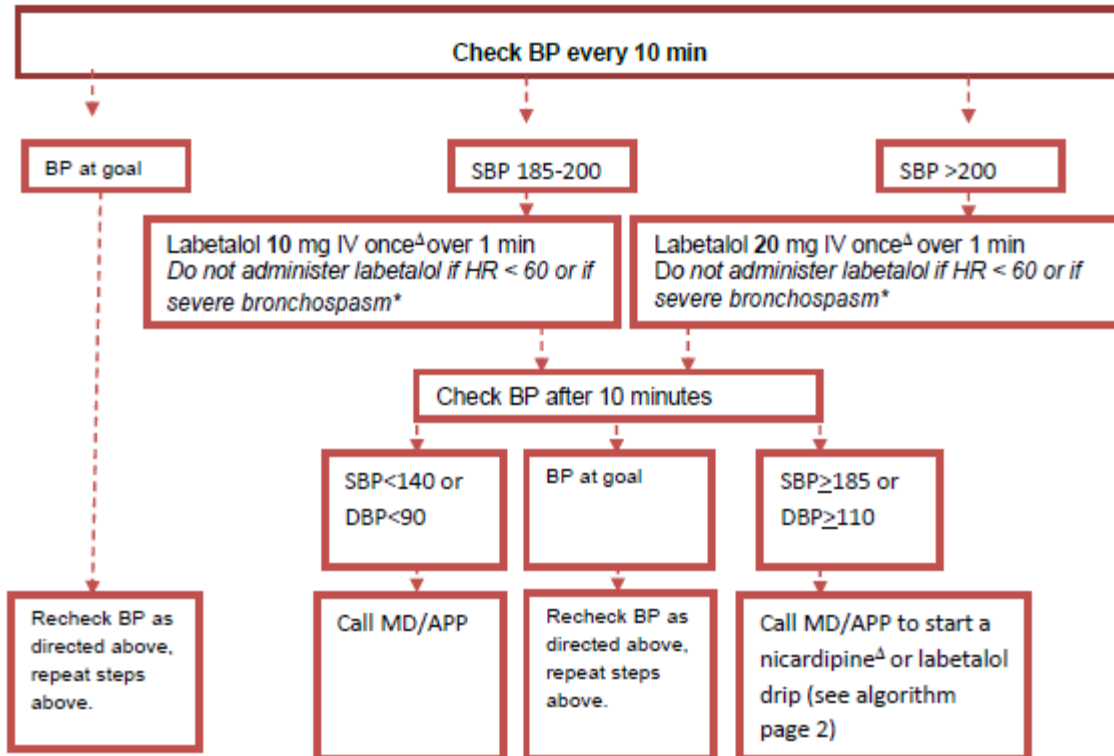 Check BP every 10 min
BP at goal
SBP 185-200
SBP >200
Labetalol 10 mg IV onceᐃ over 1 min
Do not administer labetalol if HR < 60 or if
severe bronchospasm*
Labetalol 20 mg IV onceᐃ over 1 min
Do not administer labetalol if HR < 60 or if
severe bronchospasm*
Check BP after 10 minutes
SBP<140 or
DBP<90
BP at goal
SBP≥185 or
DBP≥110
Recheck BP as
directed above,
repeat steps
above.
Call MD/APP
Recheck BP as
directed above,
repeat steps
above.
Call MD/APP to start a
nicardipineᐃ or labetalol
drip (see algorithm
page 2)